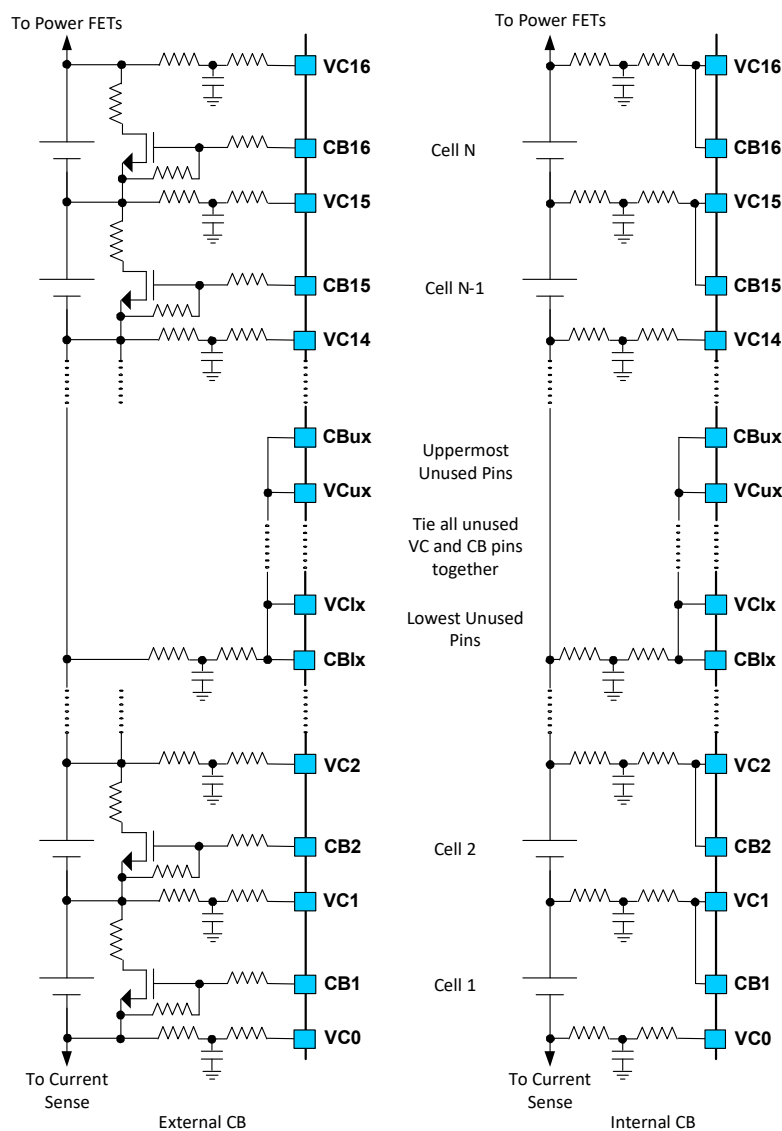 To Power FETs
VC16
CB16
VC15
CB15
VC14
CBux
VCux
VClx
CBlx
VC2
CB2
VC1
CB1
VC0
To Current
Sense
External CB
Cell N
Cell N-1
Uppermost
Unused Pins
Tie all unused
VC and CB pins
together
Lowest Unused
Pins
Cell 2
Cell 1
To Power FETs
VC16
CB16
VC15
CB15
VC14
CBux
VCux
VClx
CBlx
VC2
CB2
VC1
CB1
VC0
To Current
Sense
Internal CB